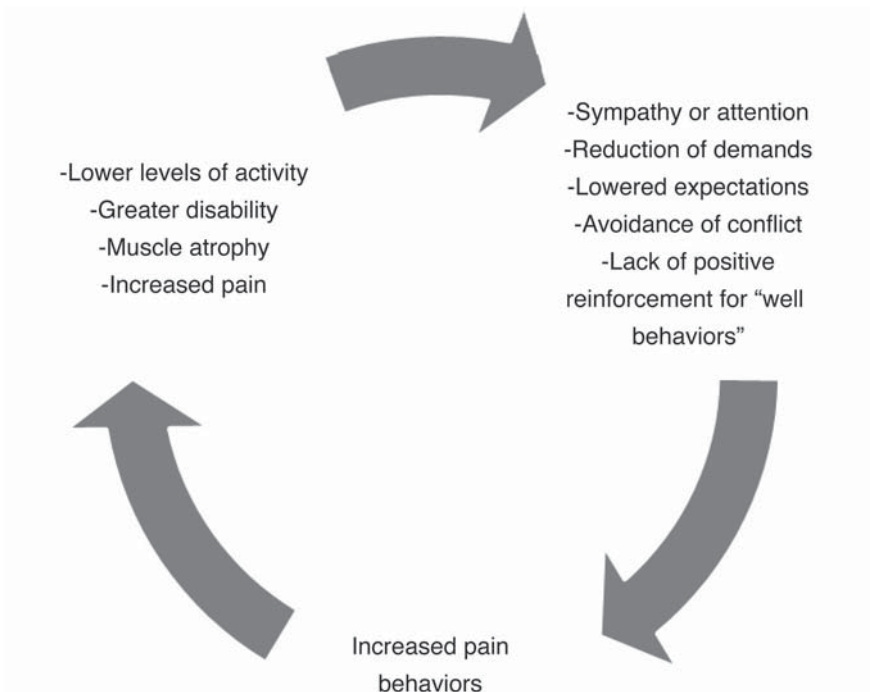 -Lower levels of activity
-Greater disability
-Muscle atrophy
-Increased pain
-Sympathy or attention
-Reduction of demands
-Lowered expectations
-Avoidance of conflict
-Lack of positive
reinforcement for “well
behaviors”
Increased pain
behaviors